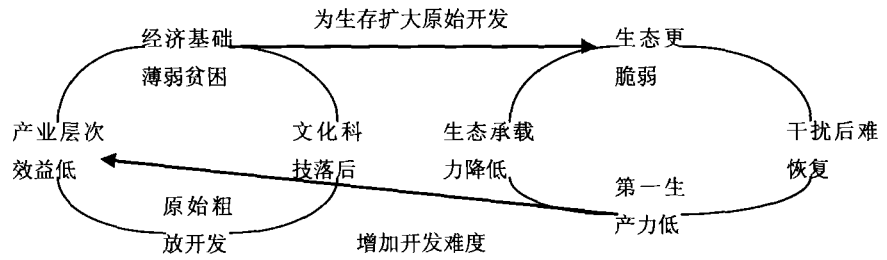 为生存扩大原始开发
经济基础
薄弱贫困
生态更
脆弱
产业层次
效益低
文化科
技落后
生态承载
力降低
干扰后难
恢复
原始粗
放开发
第一生
产力低
增加开发难度